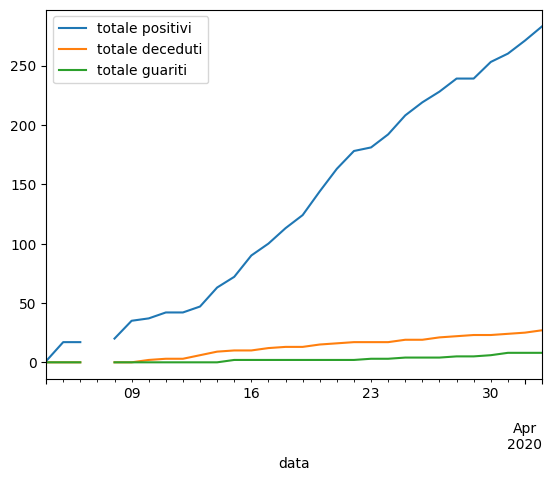 totale positivi
totale deceduti
totale guariti
250
200
150
100
50
0
09
16
23
30
Apr
2020
data